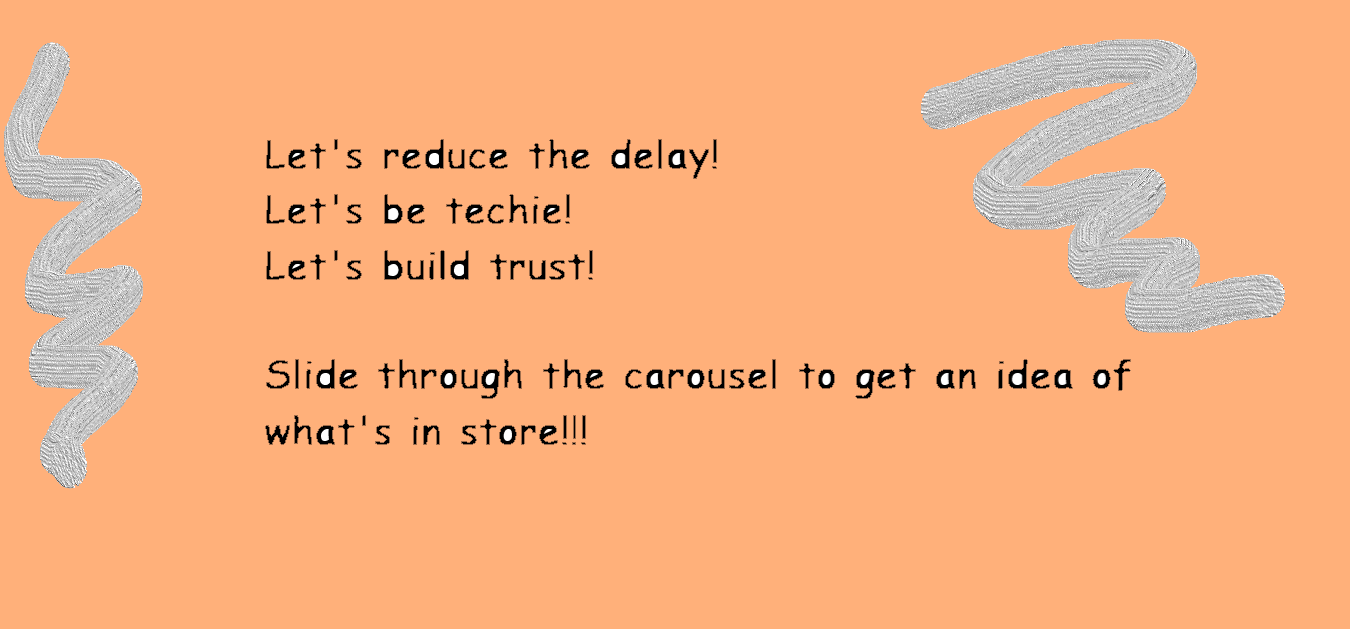 Let's reduce the delay!
Let's be techie!
Let's build trust!
Slide through the carousel to get an idea of
what's in store!!!